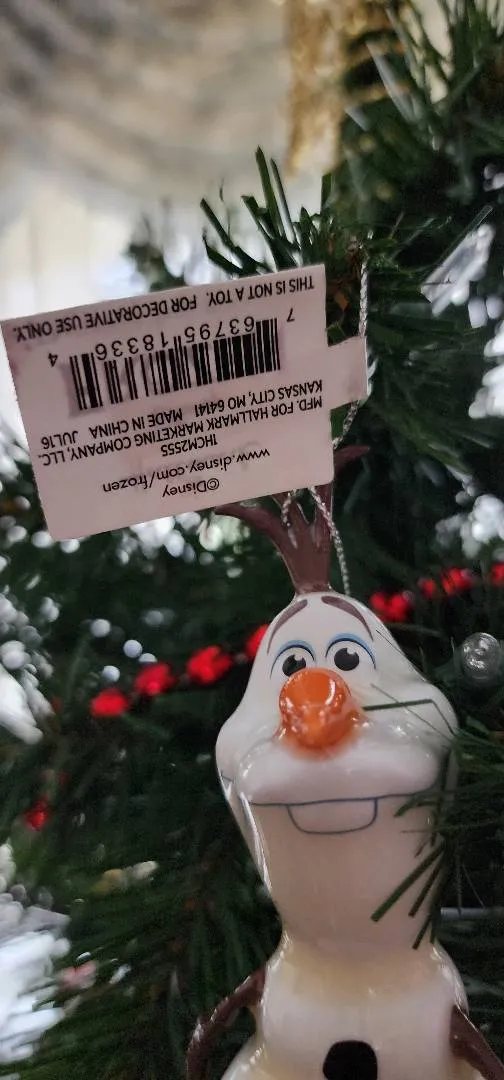 ©Disney
www.disney.com/frozen
1HCM2555
MFD. FOR HALLMARK MARKETING COMPANY, LLC.
KANSAS CITY, MO 64141 MADE IN CHINA JUL16
7 63795 18336 4
THIS IS NOT A TOY. FOR DECORATIVE USE ONLY.